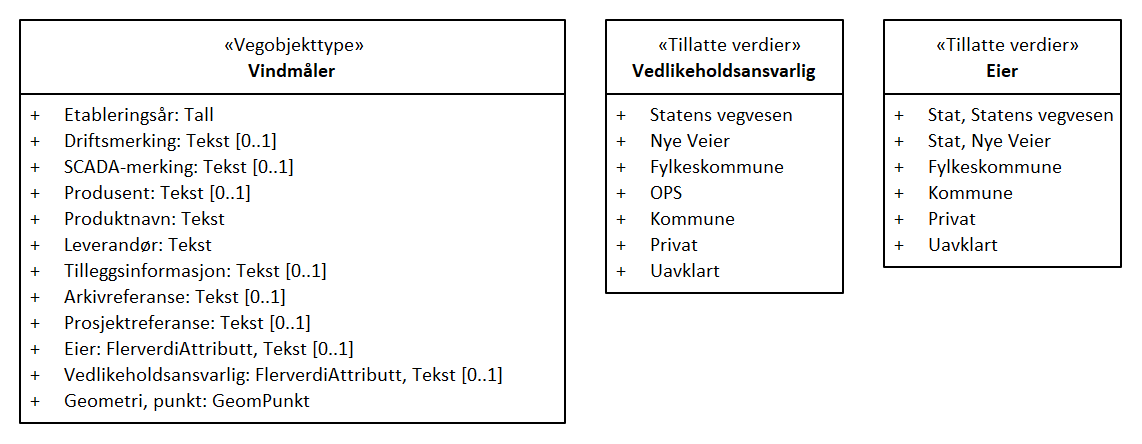 «Vegobjekttype»
Vindmåler
+ Etableringsår: Tall
+ Driftsmerking: Tekst [0..1]
+ SCADA-merking: Tekst [0..1]
+ Produsent: Tekst [0..1]
+ Produktnavn: Tekst
+ Leverandør: Tekst
+ Tilleggsinformasjon: Tekst [0..1]
+ Arkivreferanse: Tekst [0..1]
+ Prosjektreferanse: Tekst [0..1]
+ Eier: FlerverdiAttributt, Tekst [0..1]
+ Vedlikeholdsansvarlig: FlerverdiAttributt, Tekst [0..1]
+ Geometri, punkt: GeomPunkt
«Tillatte verdier»
Vedlikeholdsansvarlig
+ Statens vegvesen
+ Nye Veier
+ Fylkeskommune
+ OPS
+ Kommune
+ Privat
+ Uavklart
«Tillatte verdier»
Eier
+ Stat, Statens vegvesen
+ Stat, Nye Veier
+ Fylkeskommune
+ Kommune
+ Privat
+ Uavklart